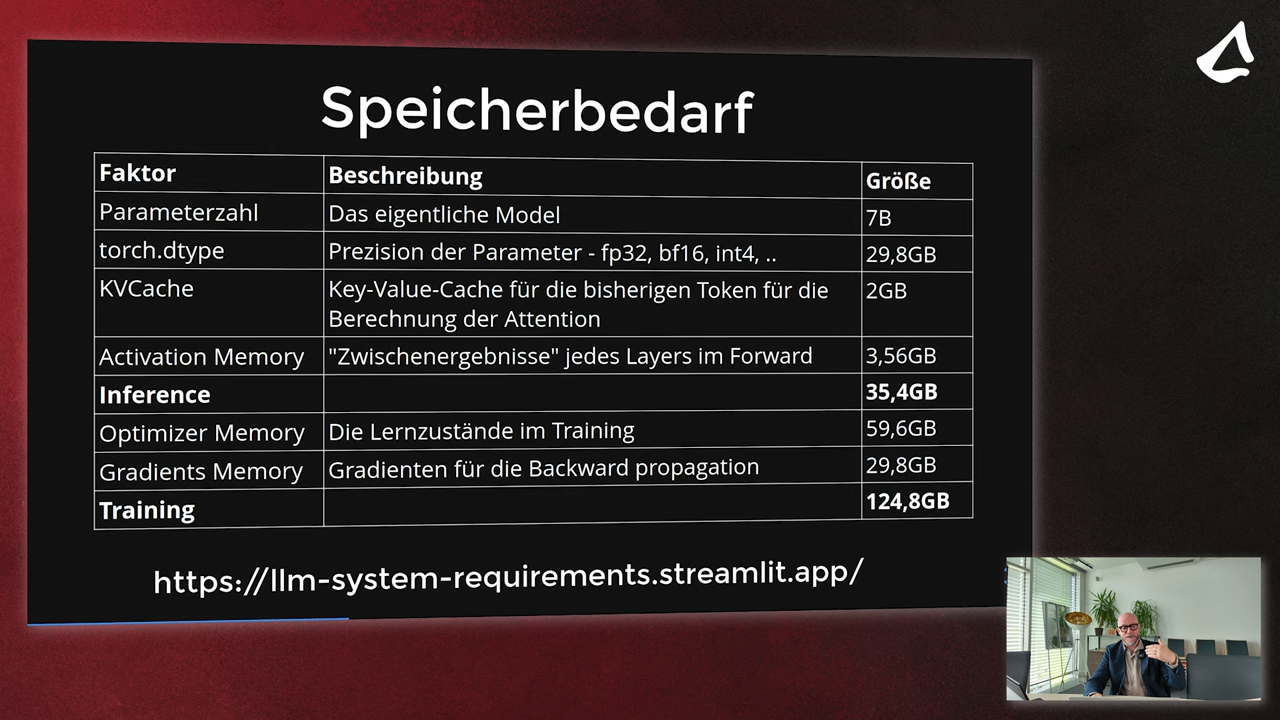 Speicherbedarf
Faktor Beschreibung Größe
Parameterzahl Das eigentliche Model 7B
torch.dtype Prezision der Parameter - fp32, bf16, int4, .. 29,8GB
KVCache Key-Value-Cache für die bisherigen Token für die 2GB
Berechnung der Attention
Activation Memory "Zwischenergebnisse" jedes Layers im Forward 3,56GB
Inference 35,4GB
Optimizer Memory Die Lernzustände im Training 59,6GB
Gradients Memory Gradienten für die Backward propagation 29,8GB
Training 124,8GB
https://llm-system-requirements.streamlit.app/